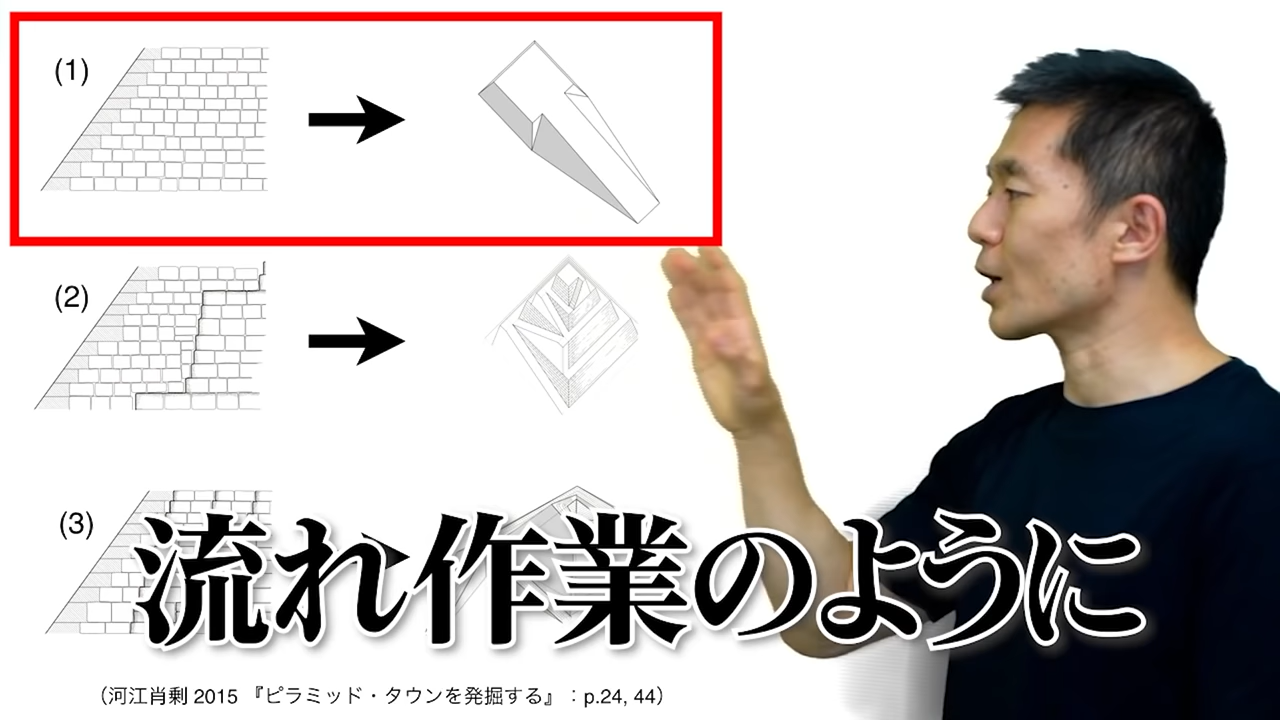 (1)
(2)
(3)
流れ作業のように
（河江肖剰 2015 『ピラミッド・タウンを発掘する』：p.24, 44）